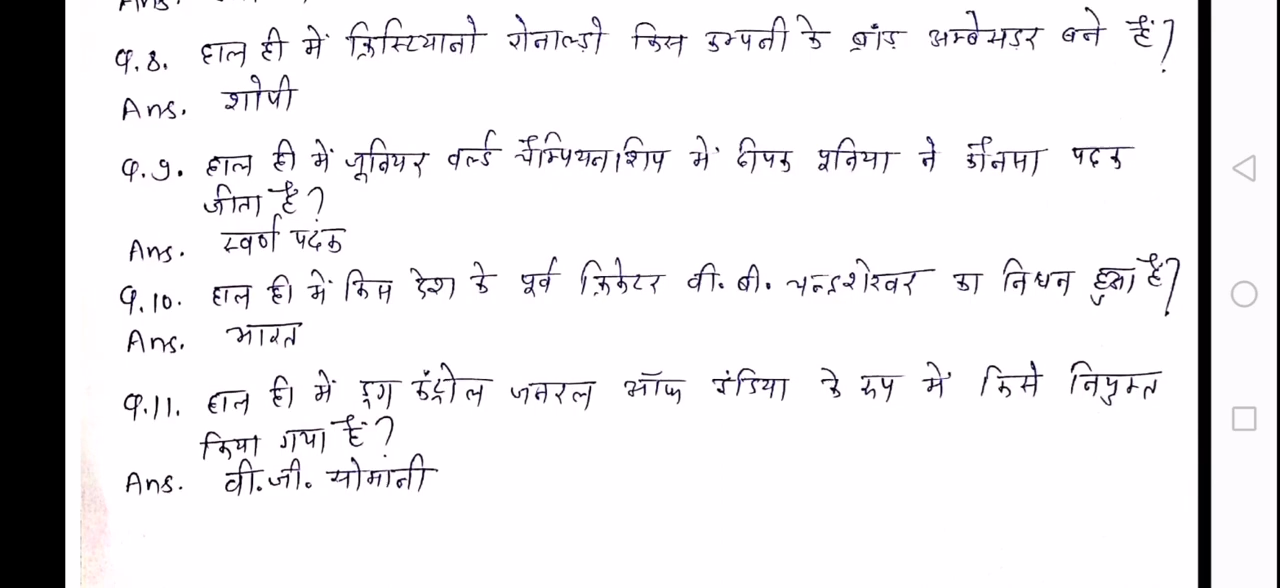 Q.8. हाल ही में क्रिस्टियानो रोनाल्डो किस कम्पनी के ब्रांड अम्बेसडर बने हैं?
Ans. शोपी
Q.9. हाल ही में जूनियर वर्ल्ड चैम्पियनशिप में दीपक पुनिया ने कौनसा पदक
जीता है?
Ans. स्वर्ण पदक
Q.10. हाल ही में किस देश के पूर्व क्रिकेटर वी. बी. चन्द्रशेखर का निधन हुआ है?
Ans. भारत
Q.11. हाल ही में ड्रग कंट्रोल जनरल ऑफ इंडिया के रूप में किसे नियुक्त
किया गया है?
Ans. वी.जी. सोमानी